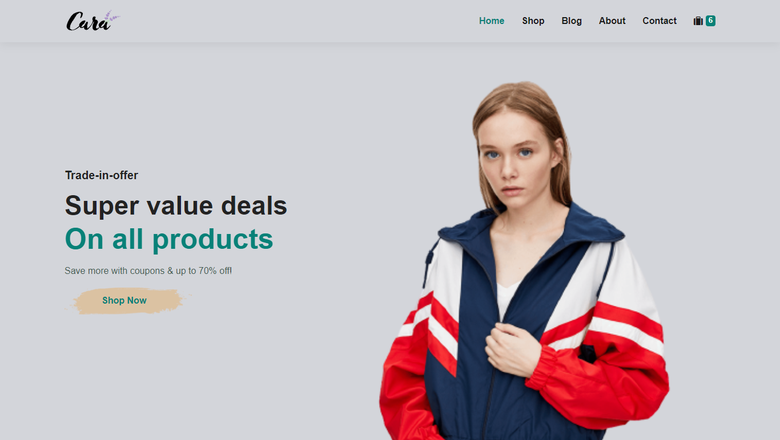 Cara
Home Shop Blog About Contact 6
Trade-in-offer
Super value deals
On all products
Save more with coupons & up to 70% off!
Shop Now